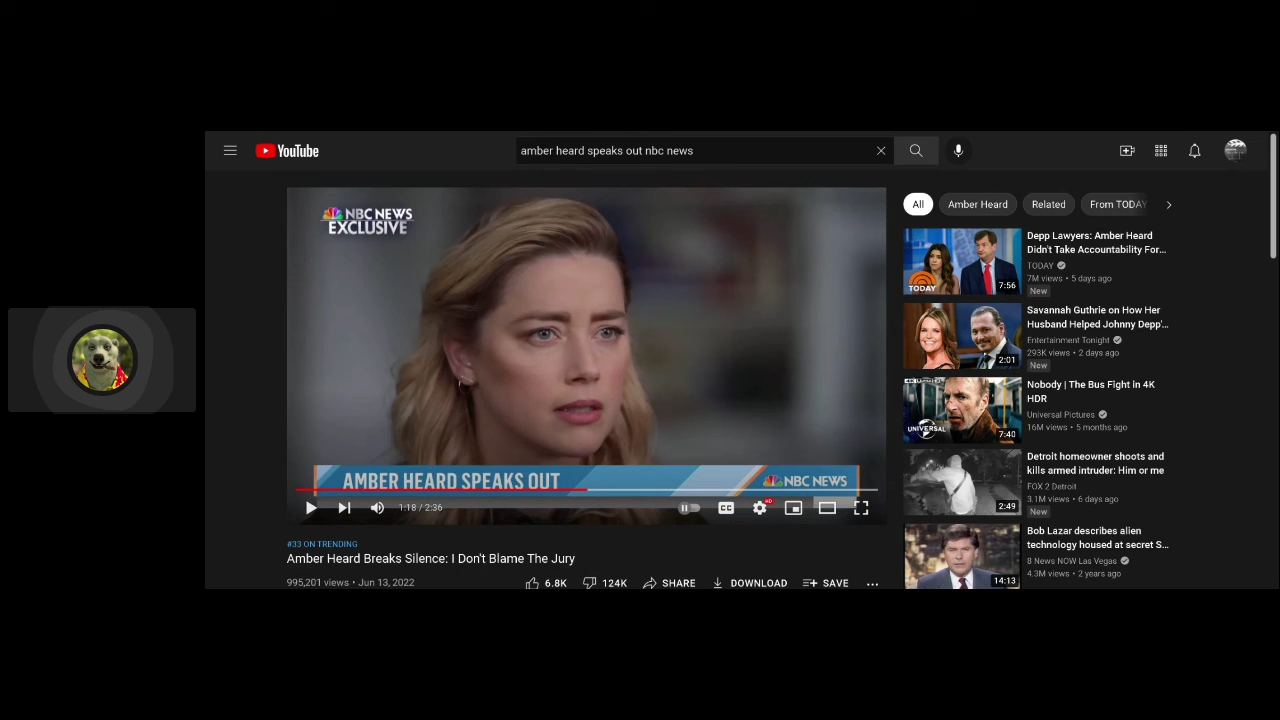 YouTube
amber heard speaks out nbc news
NBC NEWS
EXCLUSIVE
AMBER HEARD SPEAKS OUT
NBC NEWS
1:18 / 2:36
CC
HD
#33 ON TRENDING
Amber Heard Breaks Silence: I Don't Blame The Jury
995,201 views • Jun 13, 2022
6.8K
124K
SHARE
DOWNLOAD
SAVE
All
Amber Heard
Related
From TODAY
TODAY
7:56
Depp Lawyers: Amber Heard
Didn't Take Accountability For...
TODAY
7M views • 5 days ago
New
2:01
Savannah Guthrie on How Her
Husband Helped Johnny Depp'...
Entertainment Tonight
293K views • 2 days ago
New
4K ULTRA HD
UNIVERSAL
7:40
Nobody | The Bus Fight in 4K
HDR
Universal Pictures
16M views • 5 months ago
2:49
Detroit homeowner shoots and
kills armed intruder: Him or me
FOX 2 Detroit
3.1M views • 6 days ago
New
14:13
Bob Lazar describes alien
technology housed at secret S...
8 News NOW Las Vegas
4.3M views • 2 years ago